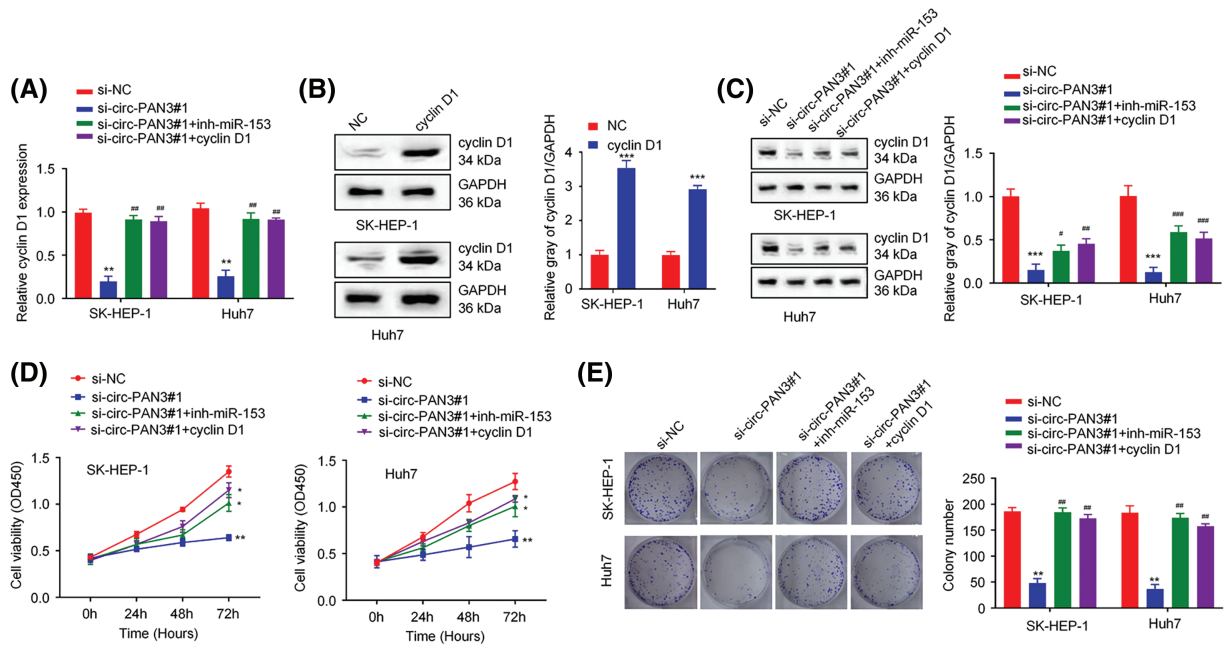 (A)
si-NC
si-circ-PAN3#1
si-circ-PAN3#1+inh-miR-153
si-circ-PAN3#1+cyclin D1
Relative cyclin D1 expression
1.5
1.0
0.5
0.0
**
##
##
**
##
##
SK-HEP-1
Huh7
(B)
NC
cyclin D1
cyclin D1
34 kDa
GAPDH
36 kDa
SK-HEP-1
cyclin D1
34 kDa
GAPDH
36 kDa
Huh7
NC
cyclin D1
Relative gray of cyclin D1/GAPDH
4
3
2
1
0
***
***
SK-HEP-1
Huh7
(C)
si-NC
si-circ-PAN3#1
si-circ-PAN3#1+inh-miR-153
si-circ-PAN3#1+cyclin D1
cyclin D1
34 kDa
GAPDH
36 kDa
SK-HEP-1
cyclin D1
34 kDa
GAPDH
36 kDa
Huh7
si-NC
si-circ-PAN3#1
si-circ-PAN3#1+inh-miR-153
si-circ-PAN3#1+cyclin D1
Relative gray of cyclin D1/GAPDH
1.5
1.0
0.5
0.0
***
#
##
***
###
###
SK-HEP-1
Huh7
(D)
si-NC
si-circ-PAN3#1
si-circ-PAN3#1+inh-miR-153
si-circ-PAN3#1+cyclin D1
SK-HEP-1
Cell viability (OD450)
1.5
1.0
0.5
0.0
*
*
**
0h 24h 48h 72h
Time (Hours)
si-NC
si-circ-PAN3#1
si-circ-PAN3#1+inh-miR-153
si-circ-PAN3#1+cyclin D1
Huh7
Cell viability (OD450)
1.5
1.0
0.5
0.0
*
*
**
0h 24h 48h 72h
Time (Hours)
(E)
si-NC
si-circ-PAN3#1
si-circ-PAN3#1
+inh-miR-153
si-circ-PAN3#1
+cyclin D1
SK-HEP-1
Huh7
si-NC
si-circ-PAN3#1
si-circ-PAN3#1+inh-miR-153
si-circ-PAN3#1+cyclin D1
Colony number
250
200
150
100
50
0
**
##
##
**
##
##
SK-HEP-1
Huh7